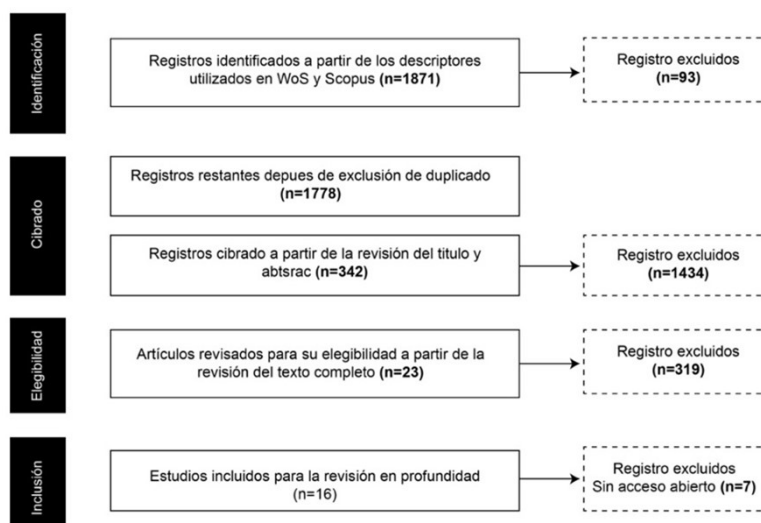 Identificación
Registros identificados a partir de los descriptores
utilizados en WoS y Scopus (n=1871)
Registro excluidos
(n=93)
Cibrado
Registros restantes depues de exclusión de duplicado
(n=1778)
Registros cibrado a partir de la revisión del titulo y
abtsrac (n=342)
Registro excluidos
(n=1434)
Elegibilidad
Artículos revisados para su elegibilidad a partir de la
revisión del texto completo (n=23)
Registro excluidos
(n=319)
Inclusión
Estudios incluidos para la revisión en profundidad
(n=16)
Registro excluidos
Sin acceso abierto (n=7)